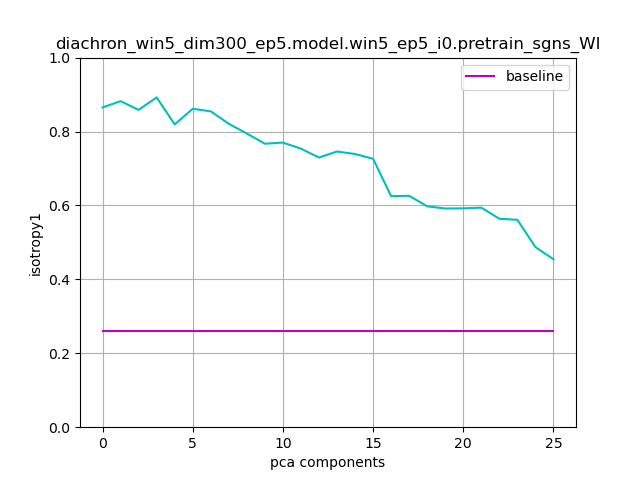 diachron_win5_dim300_ep5.model.win5_ep5_i0.pretrain_sgns_WI
baseline
1.0
0.8
0.6
0.4
0.2
0.0
isotropy1
0 5 10 15 20 25
pca components